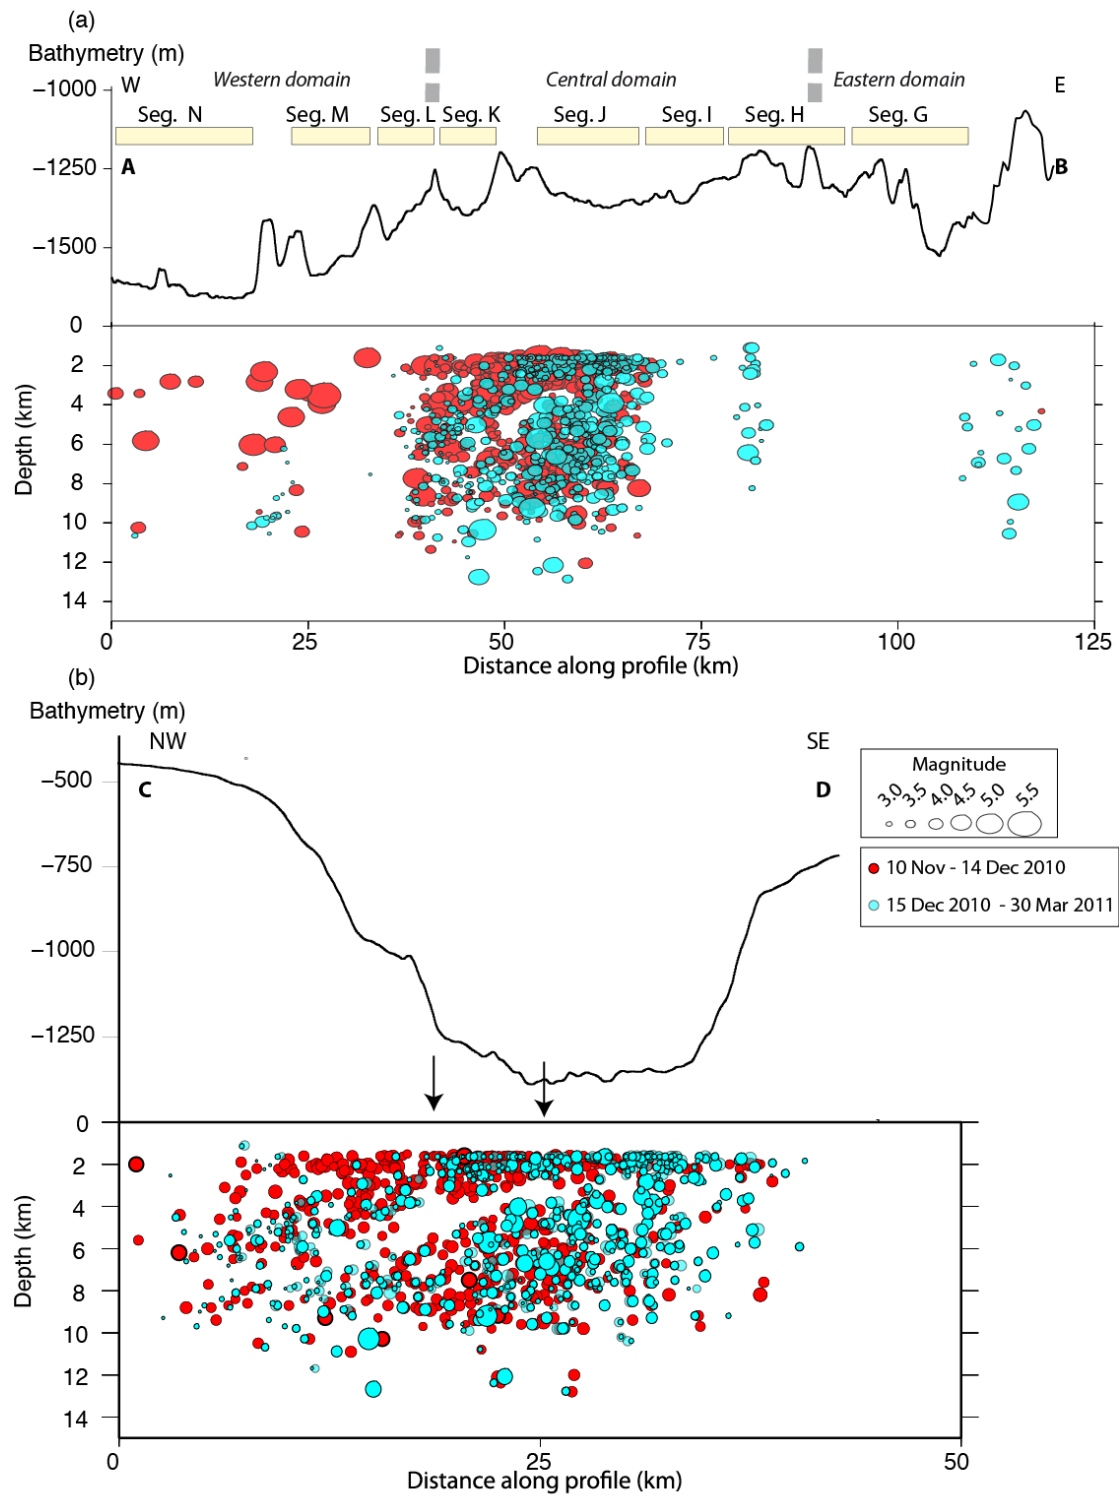 (a)
Bathymetry (m)
W Western domain Central domain Eastern domain E
−1000
Seg. N Seg. M Seg. L Seg. K Seg. J Seg. I Seg. H Seg. G
−1250 A B
−1500
0
2
4
6
8
10
12
14
Depth (km)
0 25 50 75 100 125
Distance along profile (km)
(b)
Bathymetry (m)
NW SE
−500
C D
Magnitude
3.0 3.5 4.0 4.5 5.0 5.5
−750
10 Nov - 14 Dec 2010
15 Dec 2010 - 30 Mar 2011
−1000
−1250
0
2
4
6
8
10
12
14
Depth (km)
0 25 50
Distance along profile (km)